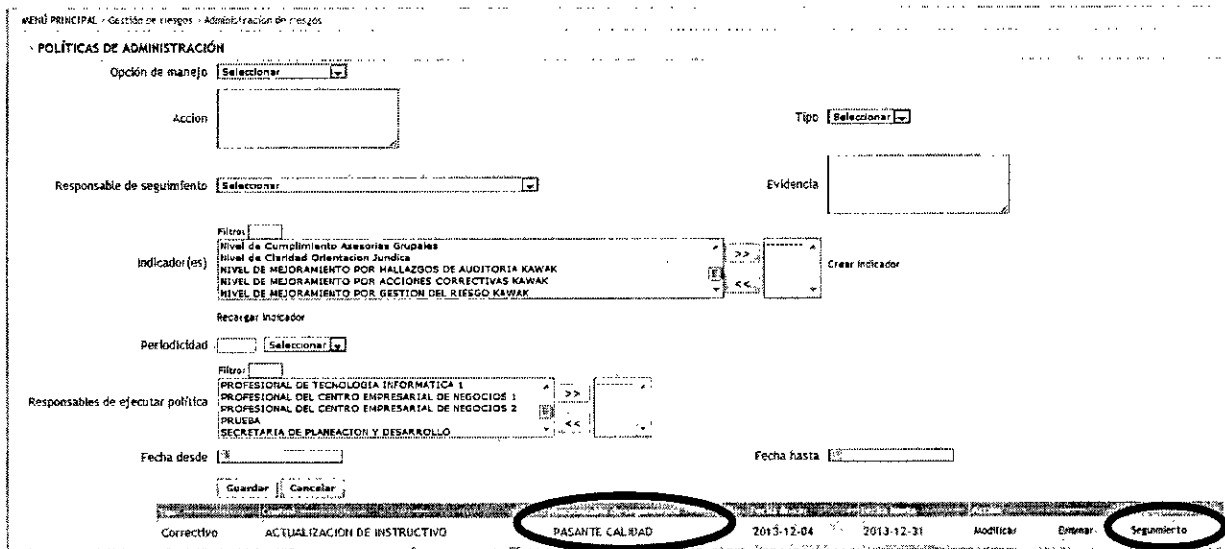 MENÚ PRINCIPAL › Gestión de riesgos › Administración de riesgos
› POLÍTICAS DE ADMINISTRACIÓN
Opción de manejo Seleccionar
Accion
Tipo Seleccionar
Responsable de seguimiento Seleccionar
Evidencia
Filtro:
Nivel de Cumplimiento Asesorias Grupales
Nivel de Claridad Orientacion Juridica
NIVEL DE MEJORAMIENTO POR HALLAZGOS DE AUDITORIA KAWAK
NIVEL DE MEJORAMIENTO POR ACCIONES CORRECTIVAS KAWAK
NIVEL DE MEJORAMIENTO POR GESTION DEL RIESGO KAWAK
Indicador(es)
>>
<<
Crear indicador
Recargar indicador
Periodicidad Seleccionar
Filtro:
PROFESIONAL DE TECNOLOGIA INFORMATICA 1
PROFESIONAL DEL CENTRO EMPRESARIAL DE NEGOCIOS 1
PROFESIONAL DEL CENTRO EMPRESARIAL DE NEGOCIOS 2
PRUEBA
SECRETARIA DE PLANEACION Y DESARROLLO
Responsables de ejecutar política
>>
<<
Fecha desde
Fecha hasta
Guardar Cancelar
Correctivo ACTUALIZACION DE INSTRUCTIVO PASANTE CALIDAD 2013-12-04 2013-12-31 Modificar Eliminar Seguimiento